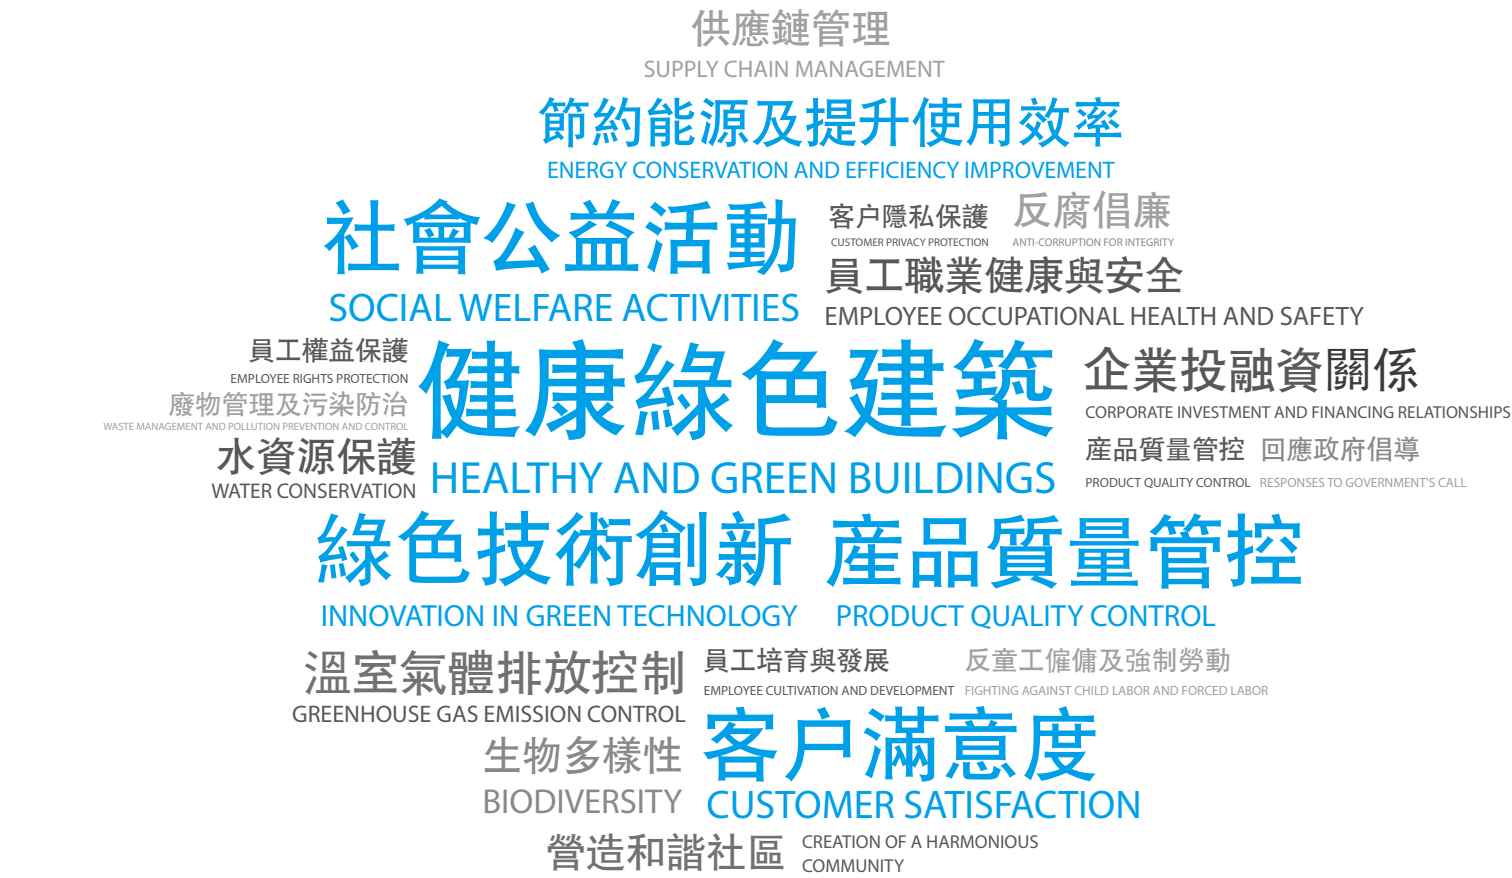 供應鏈管理
SUPPLY CHAIN MANAGEMENT
節約能源及提升使用效率
ENERGY CONSERVATION AND EFFICIENCY IMPROVEMENT
社會公益活動
SOCIAL WELFARE ACTIVITIES
客户隱私保護
CUSTOMER PRIVACY PROTECTION
反腐倡廉
ANTI-CORRUPTION FOR INTEGRITY
員工職業健康與安全
EMPLOYEE OCCUPATIONAL HEALTH AND SAFETY
員工權益保護
EMPLOYEE RIGHTS PROTECTION
廢物管理及污染防治
WASTE MANAGEMENT AND POLLUTION PREVENTION AND CONTROL
水資源保護
WATER CONSERVATION
健康綠色建築
HEALTHY AND GREEN BUILDINGS
企業投融資關係
CORPORATE INVESTMENT AND FINANCING RELATIONSHIPS
産品質量管控
PRODUCT QUALITY CONTROL
回應政府倡導
RESPONSES TO GOVERNMENT'S CALL
綠色技術創新
INNOVATION IN GREEN TECHNOLOGY
産品質量管控
PRODUCT QUALITY CONTROL
溫室氣體排放控制
GREENHOUSE GAS EMISSION CONTROL
員工培育與發展
EMPLOYEE CULTIVATION AND DEVELOPMENT
反童工僱傭及強制勞動
FIGHTING AGAINST CHILD LABOR AND FORCED LABOR
生物多樣性
BIODIVERSITY
客户滿意度
CUSTOMER SATISFACTION
營造和諧社區
CREATION OF A HARMONIOUS
COMMUNITY